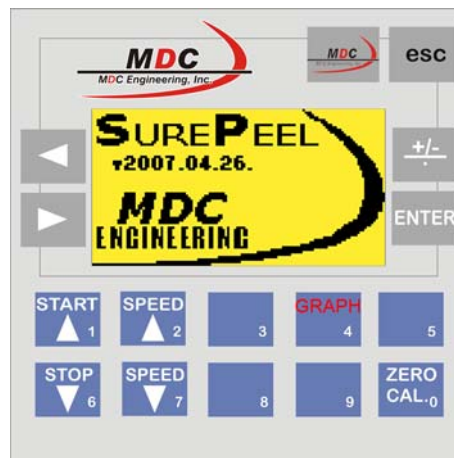 MDC
MDC Engineering, Inc.
MDC
esc
SUREPEEL
v2007.04.26.
MDC
ENGINEERING
+/-
.
ENTER
START
1
SPEED
2
3
GRAPH
4
5
STOP
6
SPEED
7
8
9
ZERO
CAL. 0